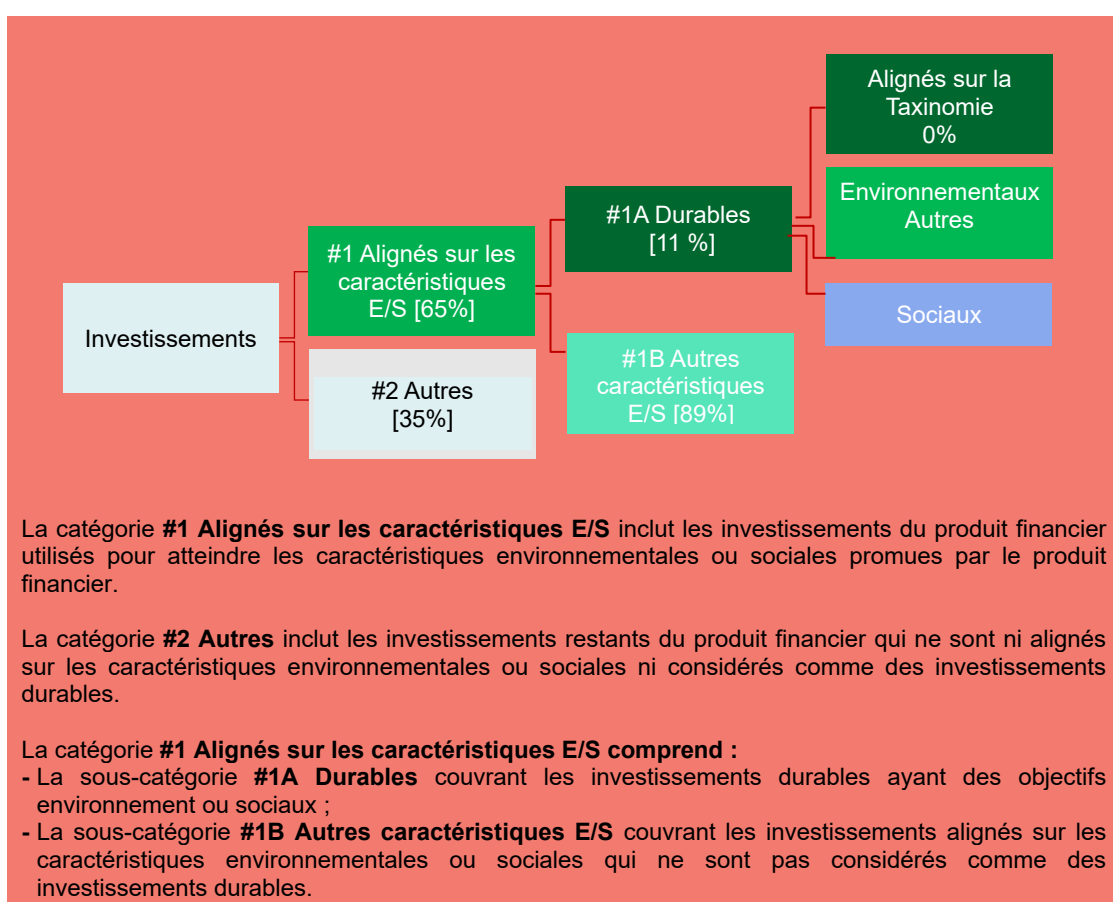 Investissements
#1 Alignés sur les
caractéristiques
E/S [65%]
#2 Autres
[35%]
#1A Durables
[11 %]
#1B Autres
caractéristiques
E/S [89%]
Alignés sur la
Taxinomie
0%
Environnementaux
Autres
Sociaux
La catégorie #1 Alignés sur les caractéristiques E/S inclut les investissements du produit financier
utilisés pour atteindre les caractéristiques environnementales ou sociales promues par le produit
financier.
La catégorie #2 Autres inclut les investissements restants du produit financier qui ne sont ni alignés
sur les caractéristiques environnementales ou sociales ni considérés comme des investissements
durables.
La catégorie #1 Alignés sur les caractéristiques E/S comprend :
- La sous-catégorie #1A Durables couvrant les investissements durables ayant des objectifs
environnement ou sociaux ;
- La sous-catégorie #1B Autres caractéristiques E/S couvrant les investissements alignés sur les
caractéristiques environnementales ou sociales qui ne sont pas considérés comme des
investissements durables.